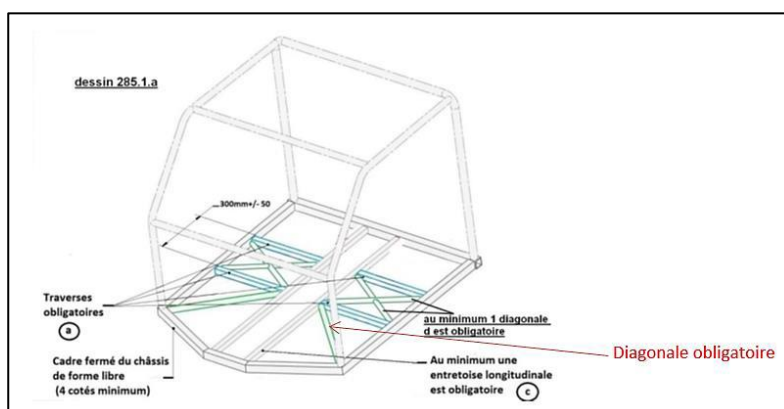 dessin 285.1.a
300mm+/- 50
Traverses
obligatoires
a
au minimum 1 diagonale
d est obligatoire
Diagonale obligatoire
Cadre fermé du châssis
de forme libre
(4 cotés minimum)
Au minimum une
entretoise longitudinale
est obligatoire
c